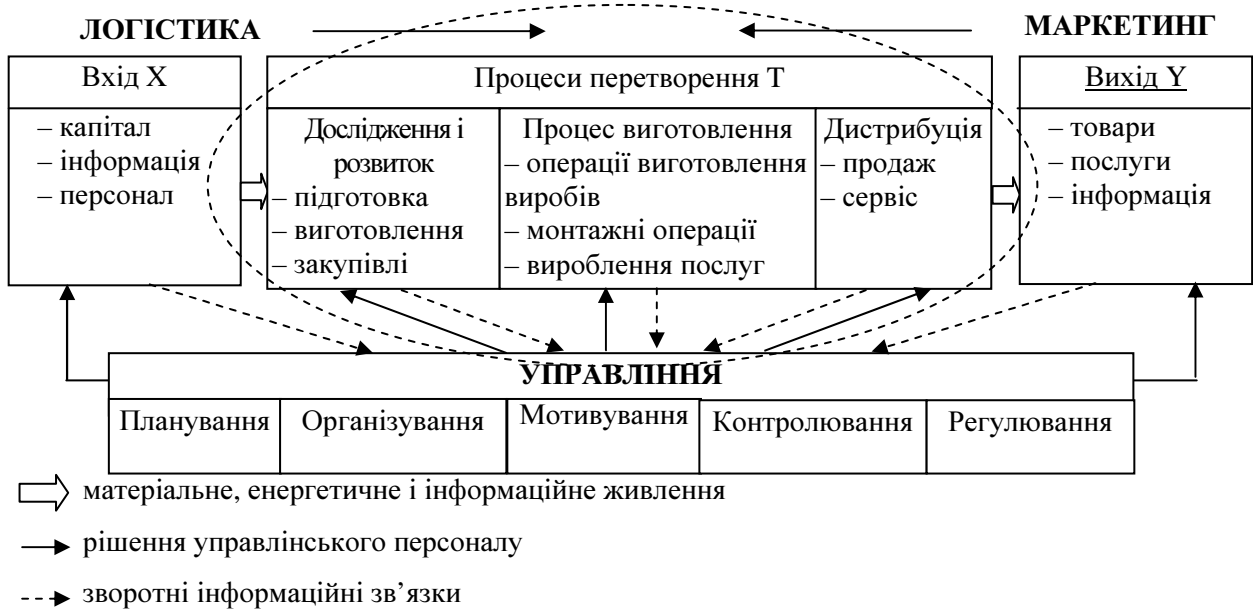 ЛОГІСТИКА
МАРКЕТИНГ
Вхід X
– капітал
– інформація
– персонал
Процеси перетворення Т
Дослідження і
розвиток
– підготовка
– виготовлення
– закупівлі
Процес виготовлення
– операції виготовлення
виробів
– монтажні операції
– вироблення послуг
Дистрибуція
– продаж
– сервіс
Вихід Y
– товари
– послуги
– інформація
УПРАВЛІННЯ
Планування
Організування
Мотивування
Контролювання
Регулювання
матеріальне, енергетичне і інформаційне живлення
рішення управлінського персоналу
зворотні інформаційні зв’язки